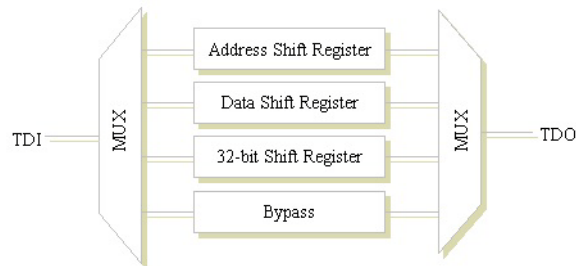 TDI
MUX
Address Shift Register
Data Shift Register
32-bit Shift Register
Bypass
MUX
TDO